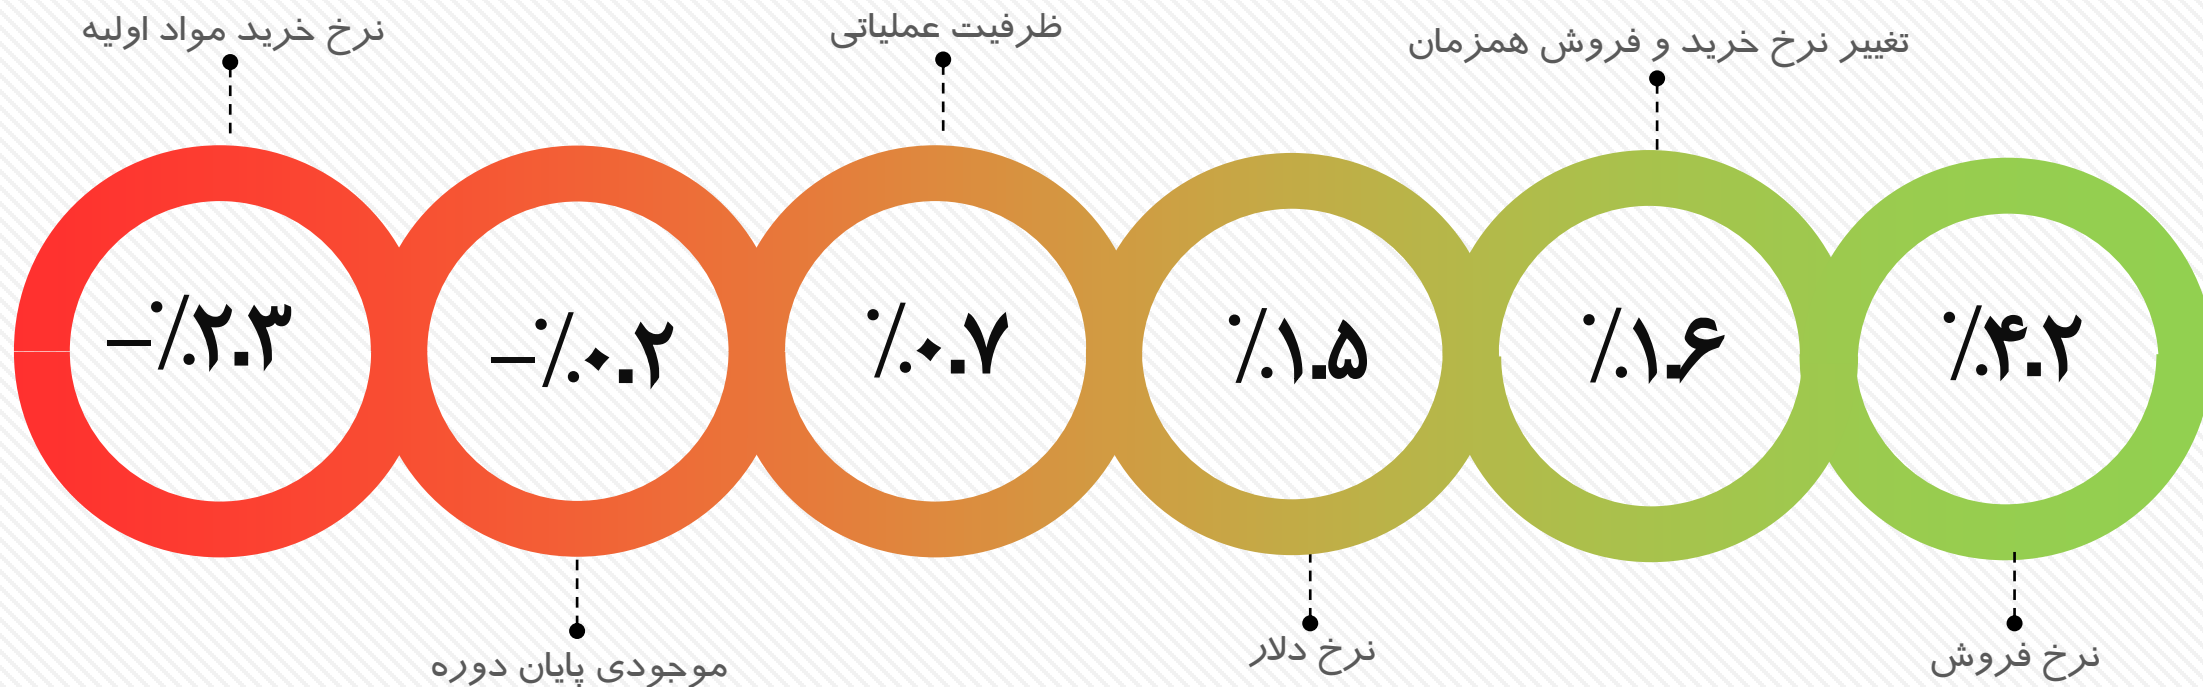 تغییر نرخ خرید و فروش همزمان
ظرفیت عملیاتی
نرخ خرید مواد اولیه
٪۴.۲
٪۱.۶
٪۱.۵
٪۰.۷
–٪۰.۲
–٪۲.۳
نرخ فروش
نرخ دلار
موجودی پایان دوره